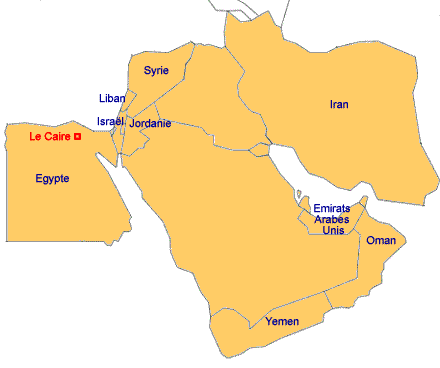 Syrie
Liban
Iran
Israël
Jordanie
Le Caire
Egypte
Emirats
Arabes
Unis
Oman
Yemen